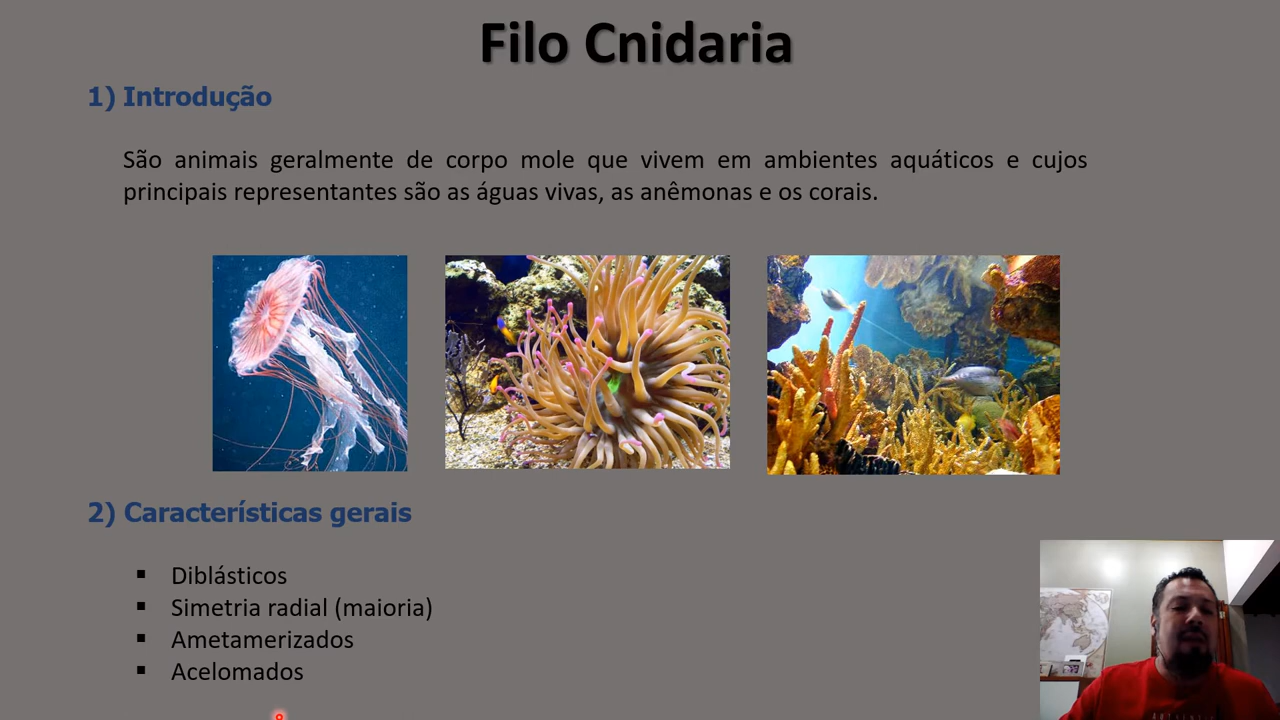 Filo Cnidaria
1) Introdução
São animais geralmente de corpo mole que vivem em ambientes aquáticos e cujos
principais representantes são as águas vivas, as anêmonas e os corais.
2) Características gerais
▪ Diblásticos
▪ Simetria radial (maioria)
▪ Ametamerizados
▪ Acelomados